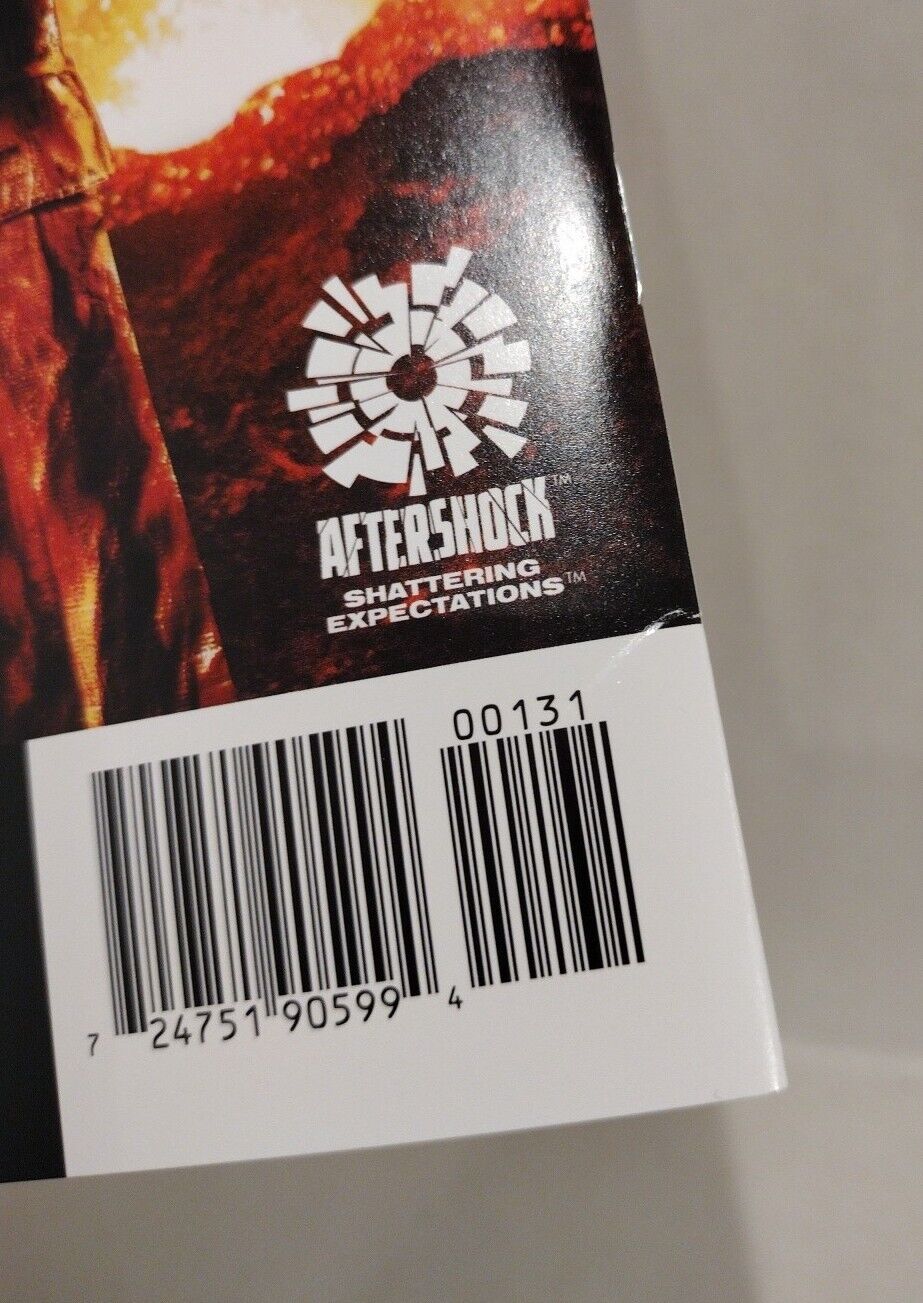 AFTERSHOCK™
SHATTERING
EXPECTATIONS™
00131
7 24751 90599 4